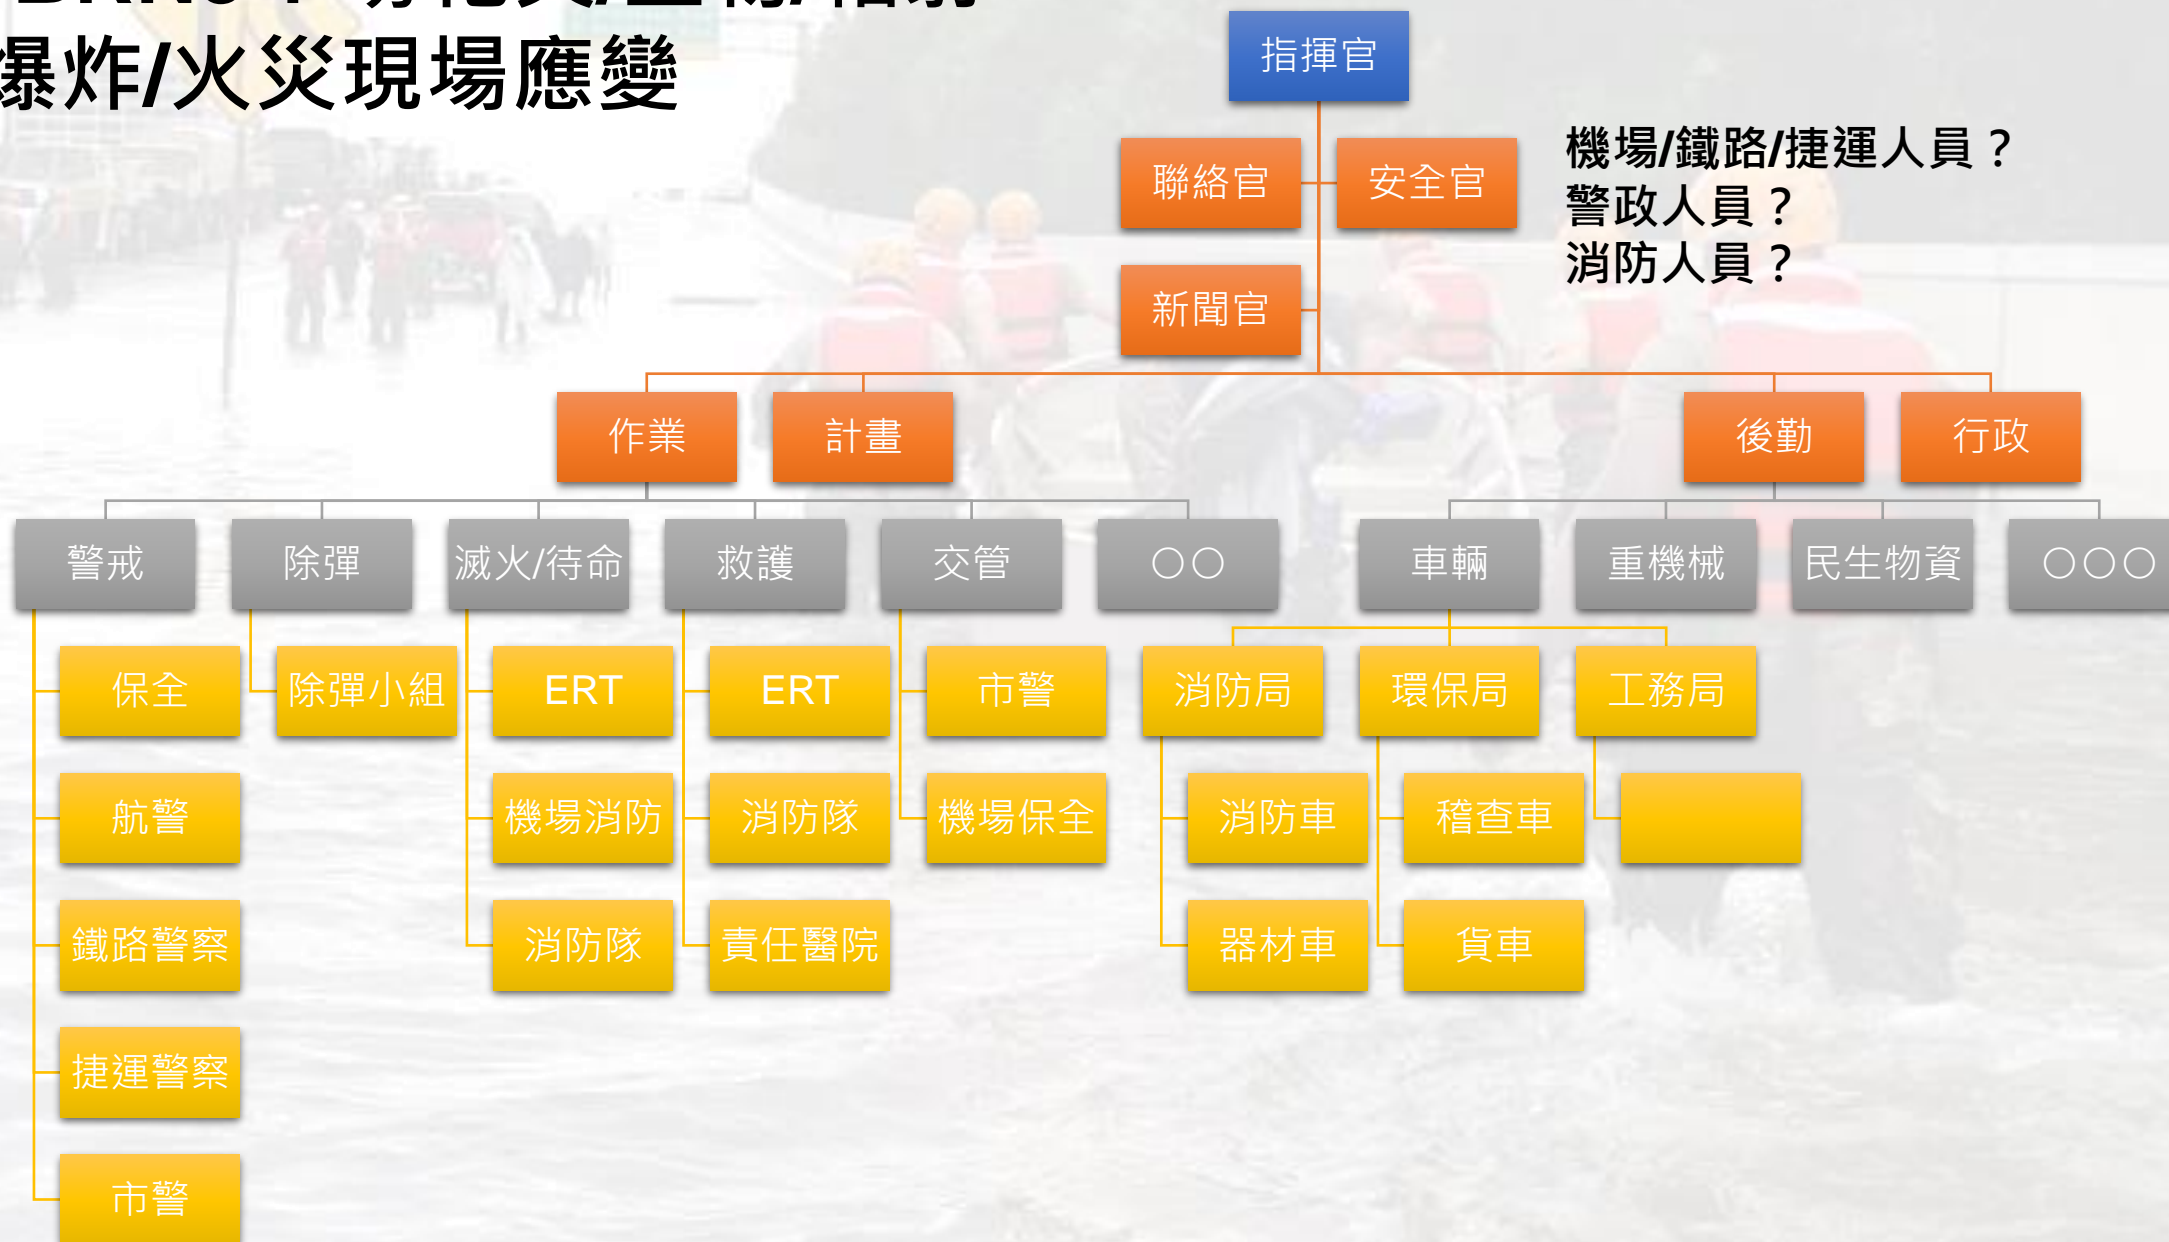 爆炸/火災現場應變
指揮官
聯絡官
安全官
機場/鐵路/捷運人員？
警政人員？
消防人員？
新聞官
作業
計畫
後勤
行政
警戒
除彈
滅火/待命
救護
交管
○○
車輛
重機械
民生物資
○○○
保全
除彈小組
ERT
ERT
市警
消防局
環保局
工務局
航警
機場消防
消防隊
機場保全
消防車
稽查車
鐵路警察
消防隊
責任醫院
器材車
貨車
捷運警察
市警